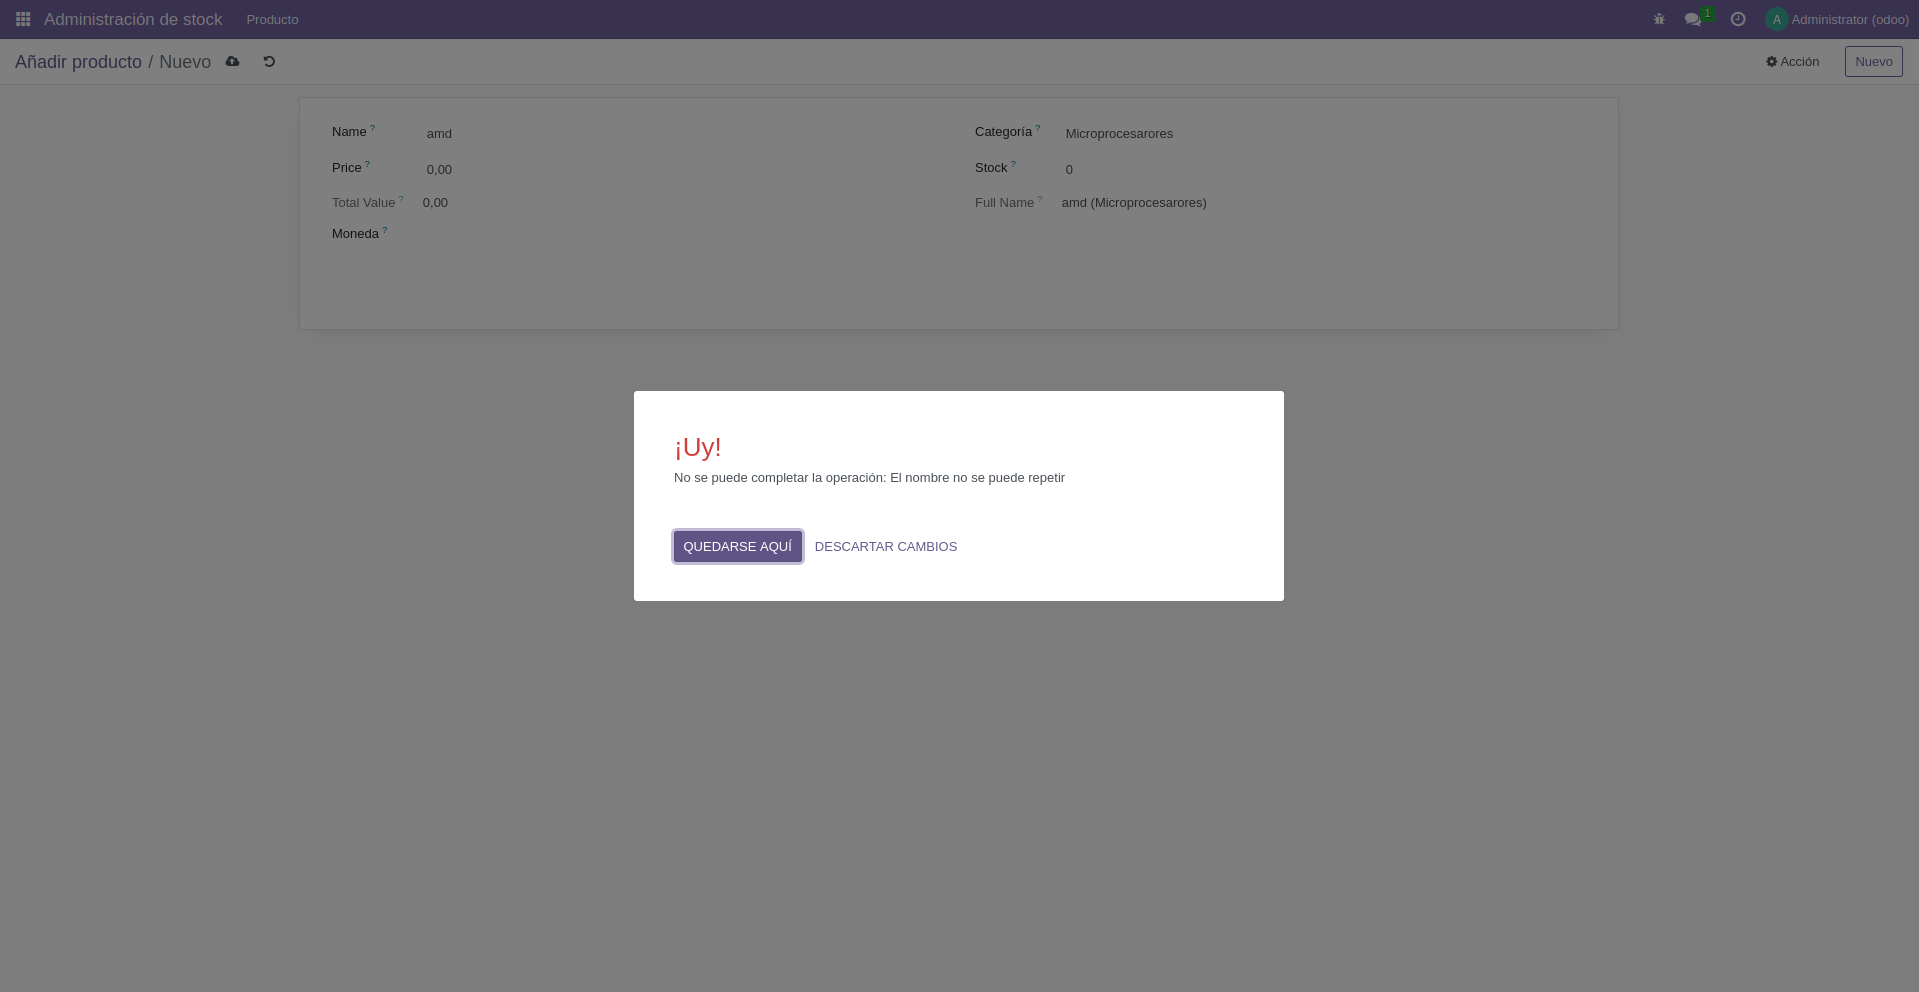 Administración de stock Producto 1 A Administrator (odoo)
Añadir producto / Nuevo Acción Nuevo
Name ? amd Categoría ? Microprocesarores
Price ? 0,00 Stock ? 0
Total Value ? 0,00 Full Name ? amd (Microprocesarores)
Moneda ?
¡Uy!
No se puede completar la operación: El nombre no se puede repetir
QUEDARSE AQUÍ DESCARTAR CAMBIOS